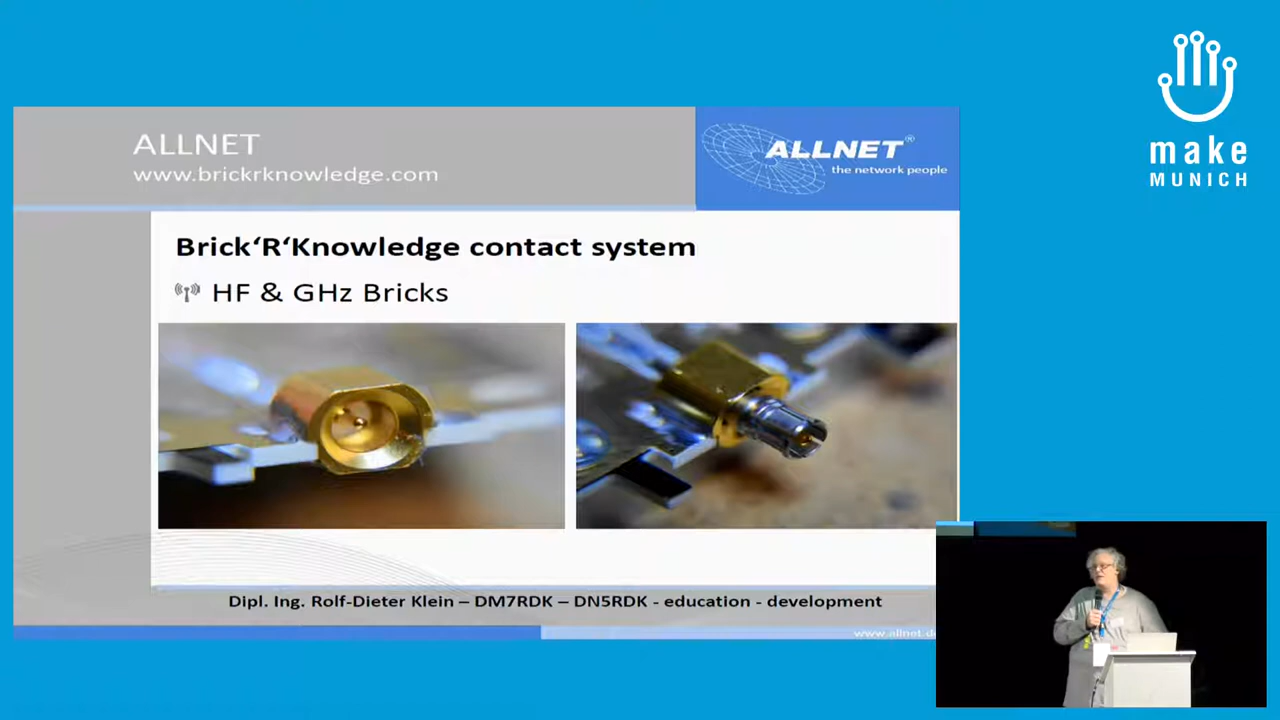 make
MUNICH
ALLNET
www.brickrknowledge.com
ALLNET®
the network people
Brick‘R‘Knowledge contact system
HF & GHz Bricks
Dipl. Ing. Rolf-Dieter Klein – DM7RDK – DN5RDK - education - development
www.allnet.de